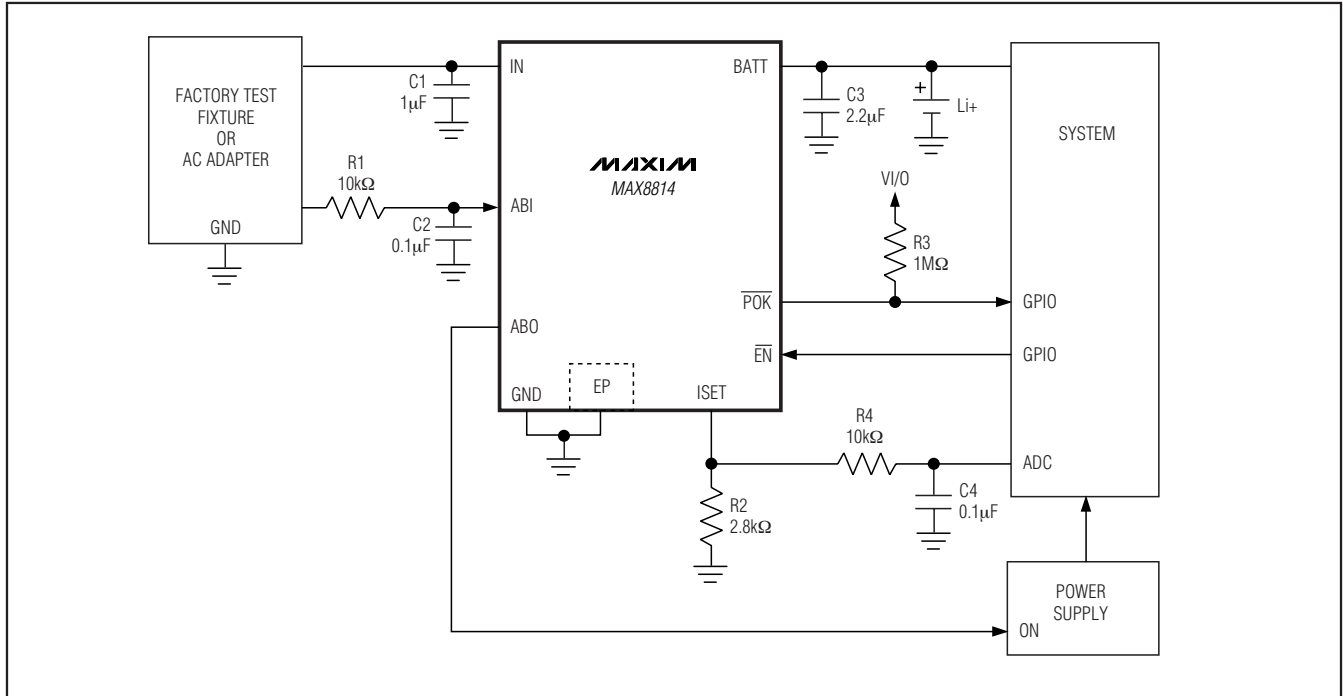 FACTORY TEST
FIXTURE
OR
AC ADAPTER
GND
C1
1μF
R1
10kΩ
C2
0.1μF
IN
ABI
ABO
GND
EP
ISET
BATT
POK
EN
MAXIM
MAX8814
C3
2.2μF
+
Li+
VI/O
R3
1MΩ
R4
10kΩ
C4
0.1μF
R2
2.8kΩ
SYSTEM
GPIO
GPIO
ADC
POWER
SUPPLY
ON